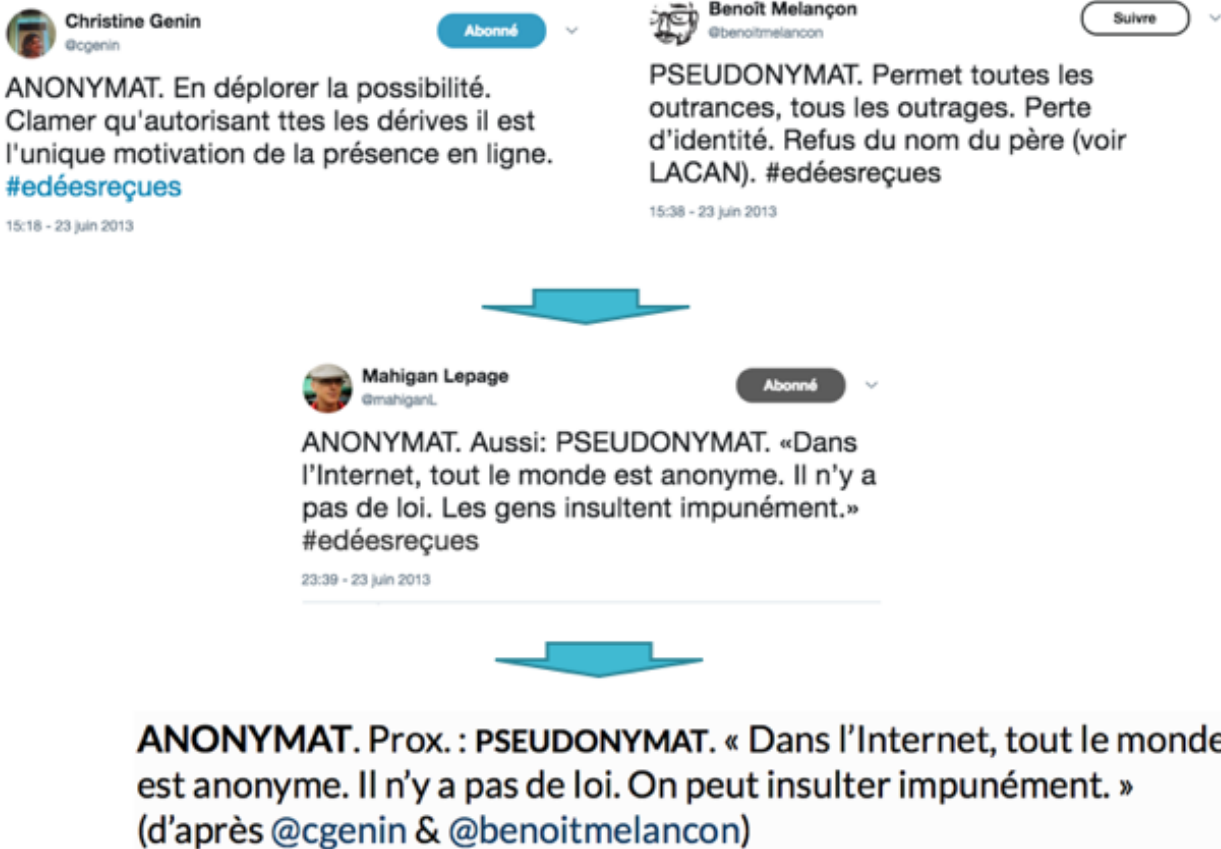 Christine Genin
@cgenin
Abonné
ANONYMAT. En déplorer la possibilité.
Clamer qu'autorisant ttes les dérives il est
l'unique motivation de la présence en ligne.
#edéesreçues
15:18 - 23 juin 2013
Benoît Melançon
@benoitmelancon
Suivre
PSEUDONYMAT. Permet toutes les
outrances, tous les outrages. Perte
d’identité. Refus du nom du père (voir
LACAN). #edéesreçues
15:38 - 23 juin 2013
Mahigan Lepage
@mahiganL
Abonné
ANONYMAT. Aussi: PSEUDONYMAT. «Dans
l’Internet, tout le monde est anonyme. Il n’y a
pas de loi. Les gens insultent impunément.»
#edéesreçues
23:39 - 23 juin 2013
ANONYMAT. Prox. : PSEUDONYMAT. « Dans l’Internet, tout le monde
est anonyme. Il n’y a pas de loi. On peut insulter impunément. »
(d’après @cgenin & @benoitmelancon)